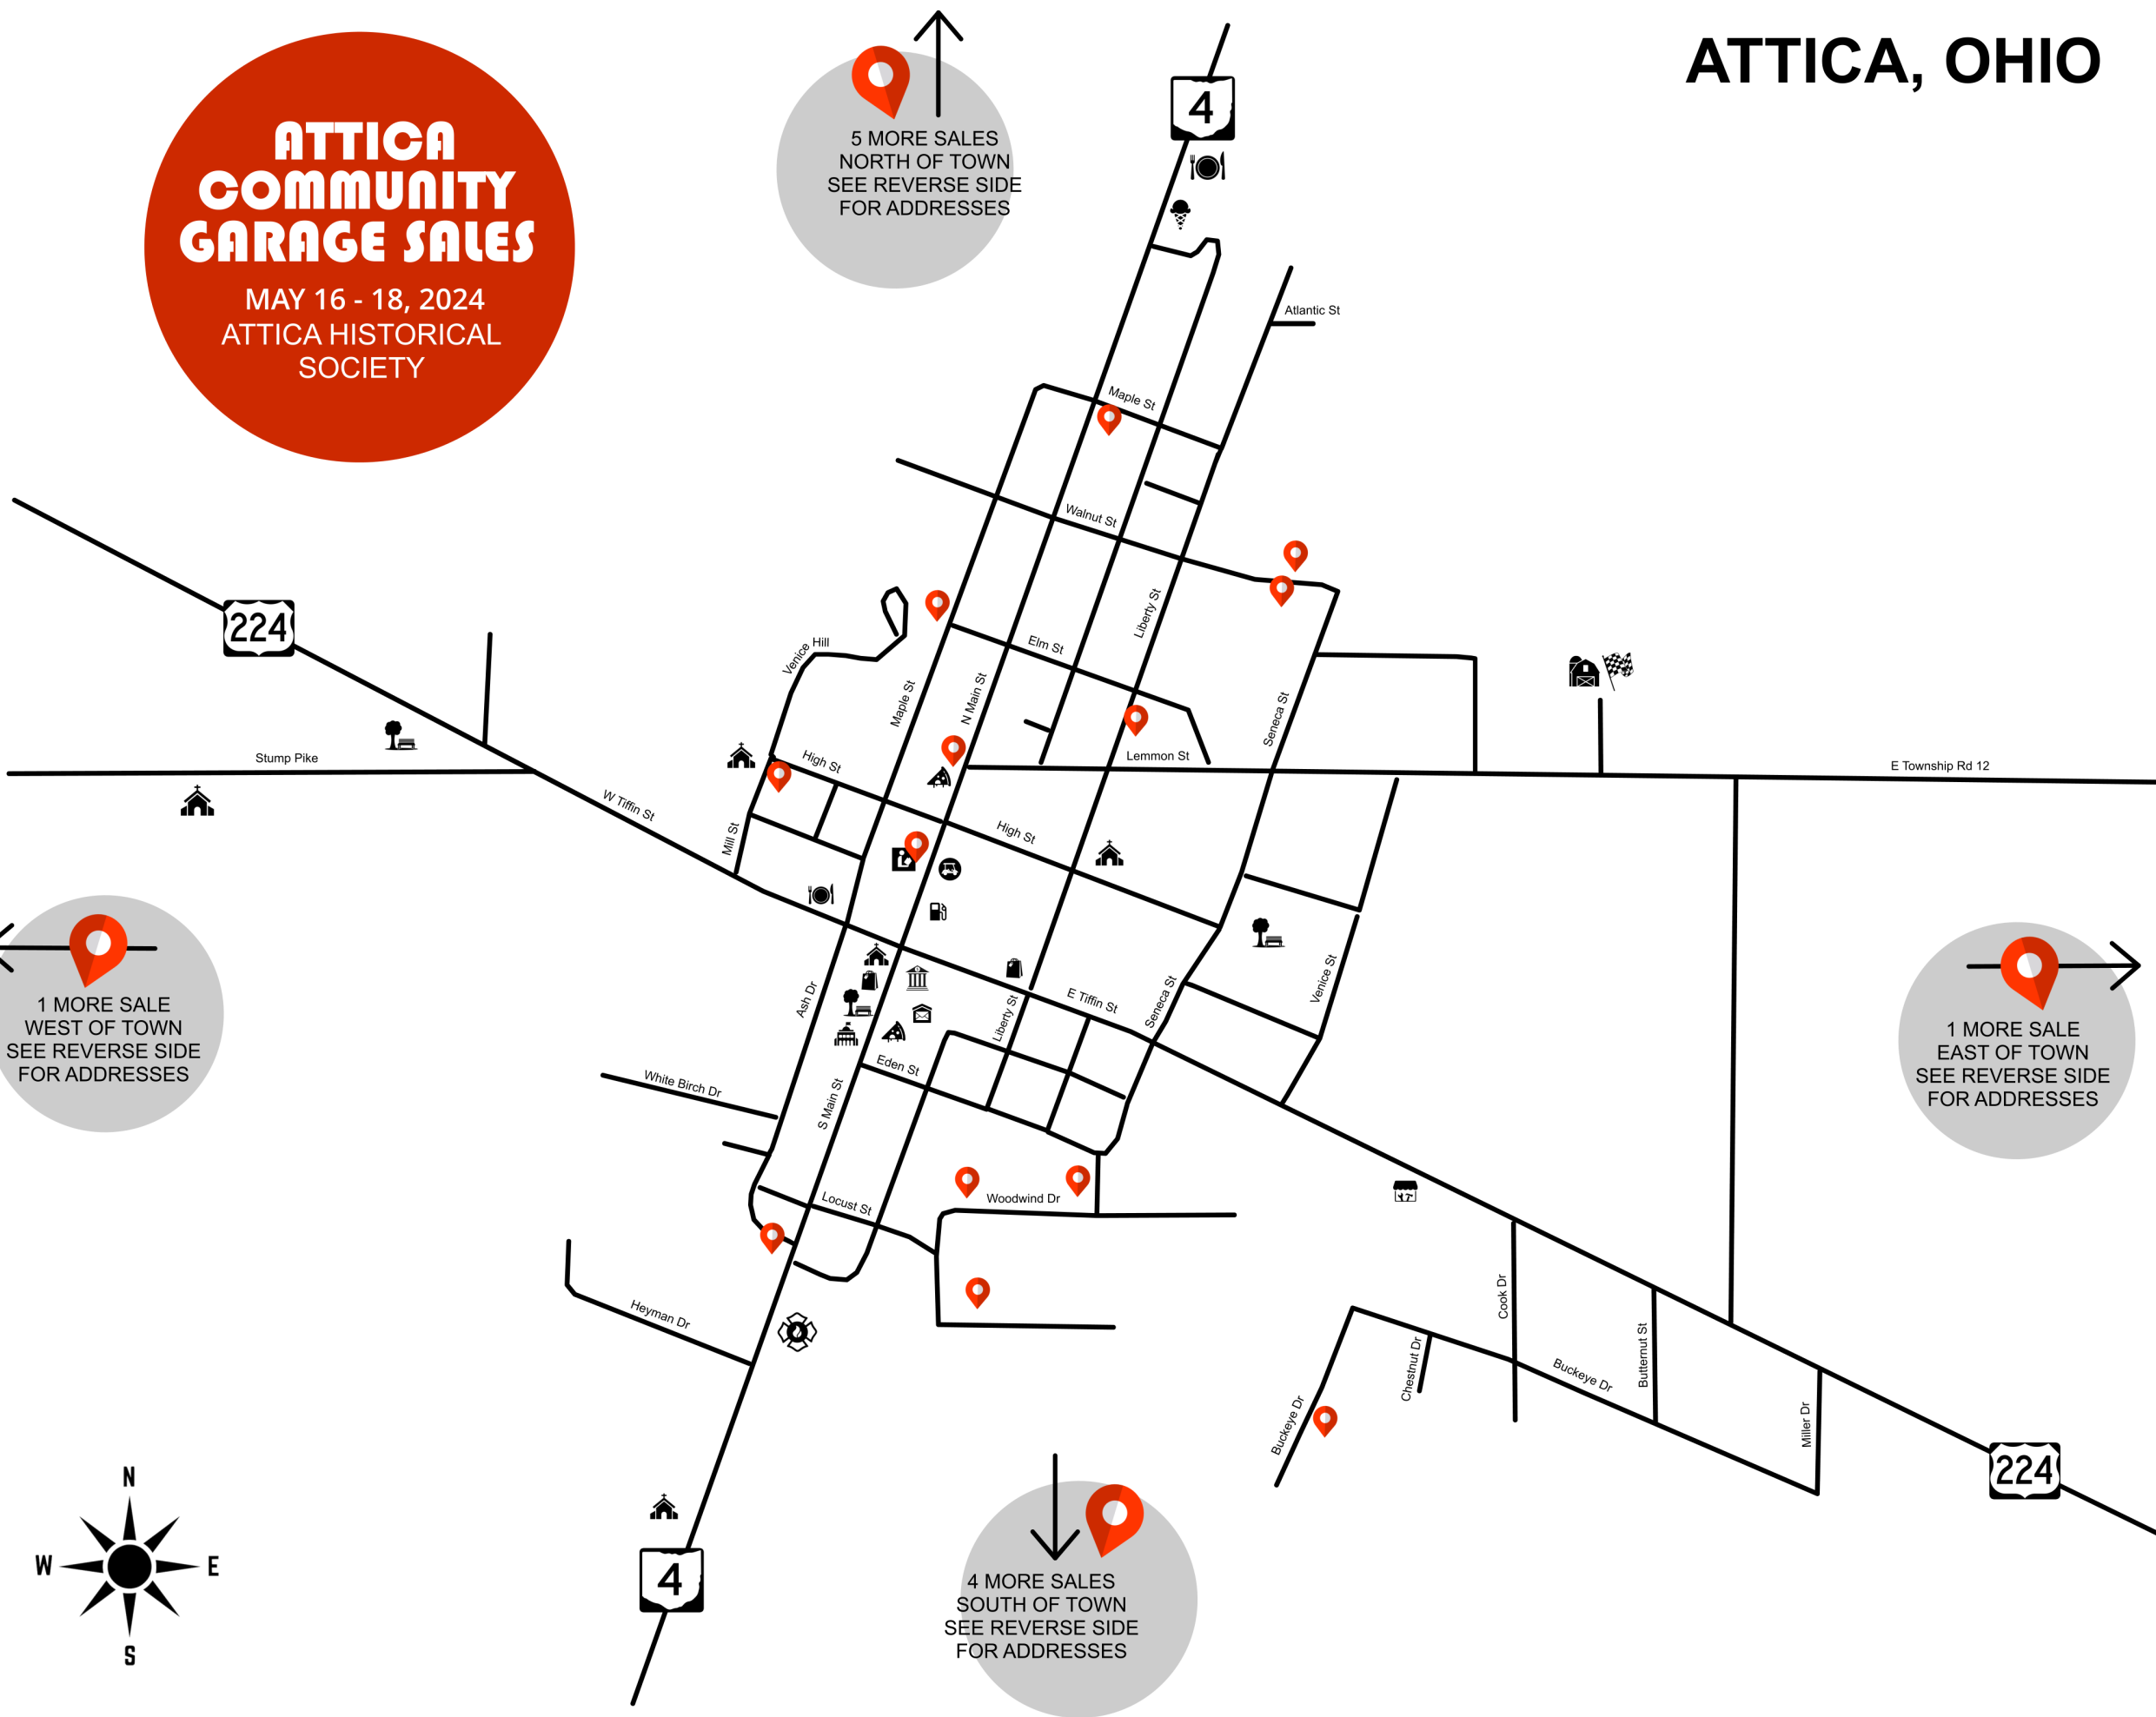 ATTICA, OHIO
ATTICA
COMMUNITY
GARAGE SALES
MAY 16 - 18, 2024
ATTICA HISTORICAL
SOCIETY
5 MORE SALES
NORTH OF TOWN
SEE REVERSE SIDE
FOR ADDRESSES
4
Atlantic St
Maple St
Walnut St
224
Liberty St
Venice Hill
Elm St
Maple St
N Main St
Seneca St
Stump Pike
High St
Lemmon St
E Township Rd 12
W Tiffin St
Mill St
High St
1 MORE SALE
WEST OF TOWN
SEE REVERSE SIDE
FOR ADDRESSES
Ash Dr
Liberty St
E Tiffin St
Seneca St
Venice St
1 MORE SALE
EAST OF TOWN
SEE REVERSE SIDE
FOR ADDRESSES
White Birch Dr
Eden St
S Main St
Locust St
Woodwind Dr
Heyman Dr
Cook Dr
Chestnut Dr
Buckeye Dr
Butternut St
Buckeye Dr
Miller Dr
224
N
W
E
S
4
4 MORE SALES
SOUTH OF TOWN
SEE REVERSE SIDE
FOR ADDRESSES